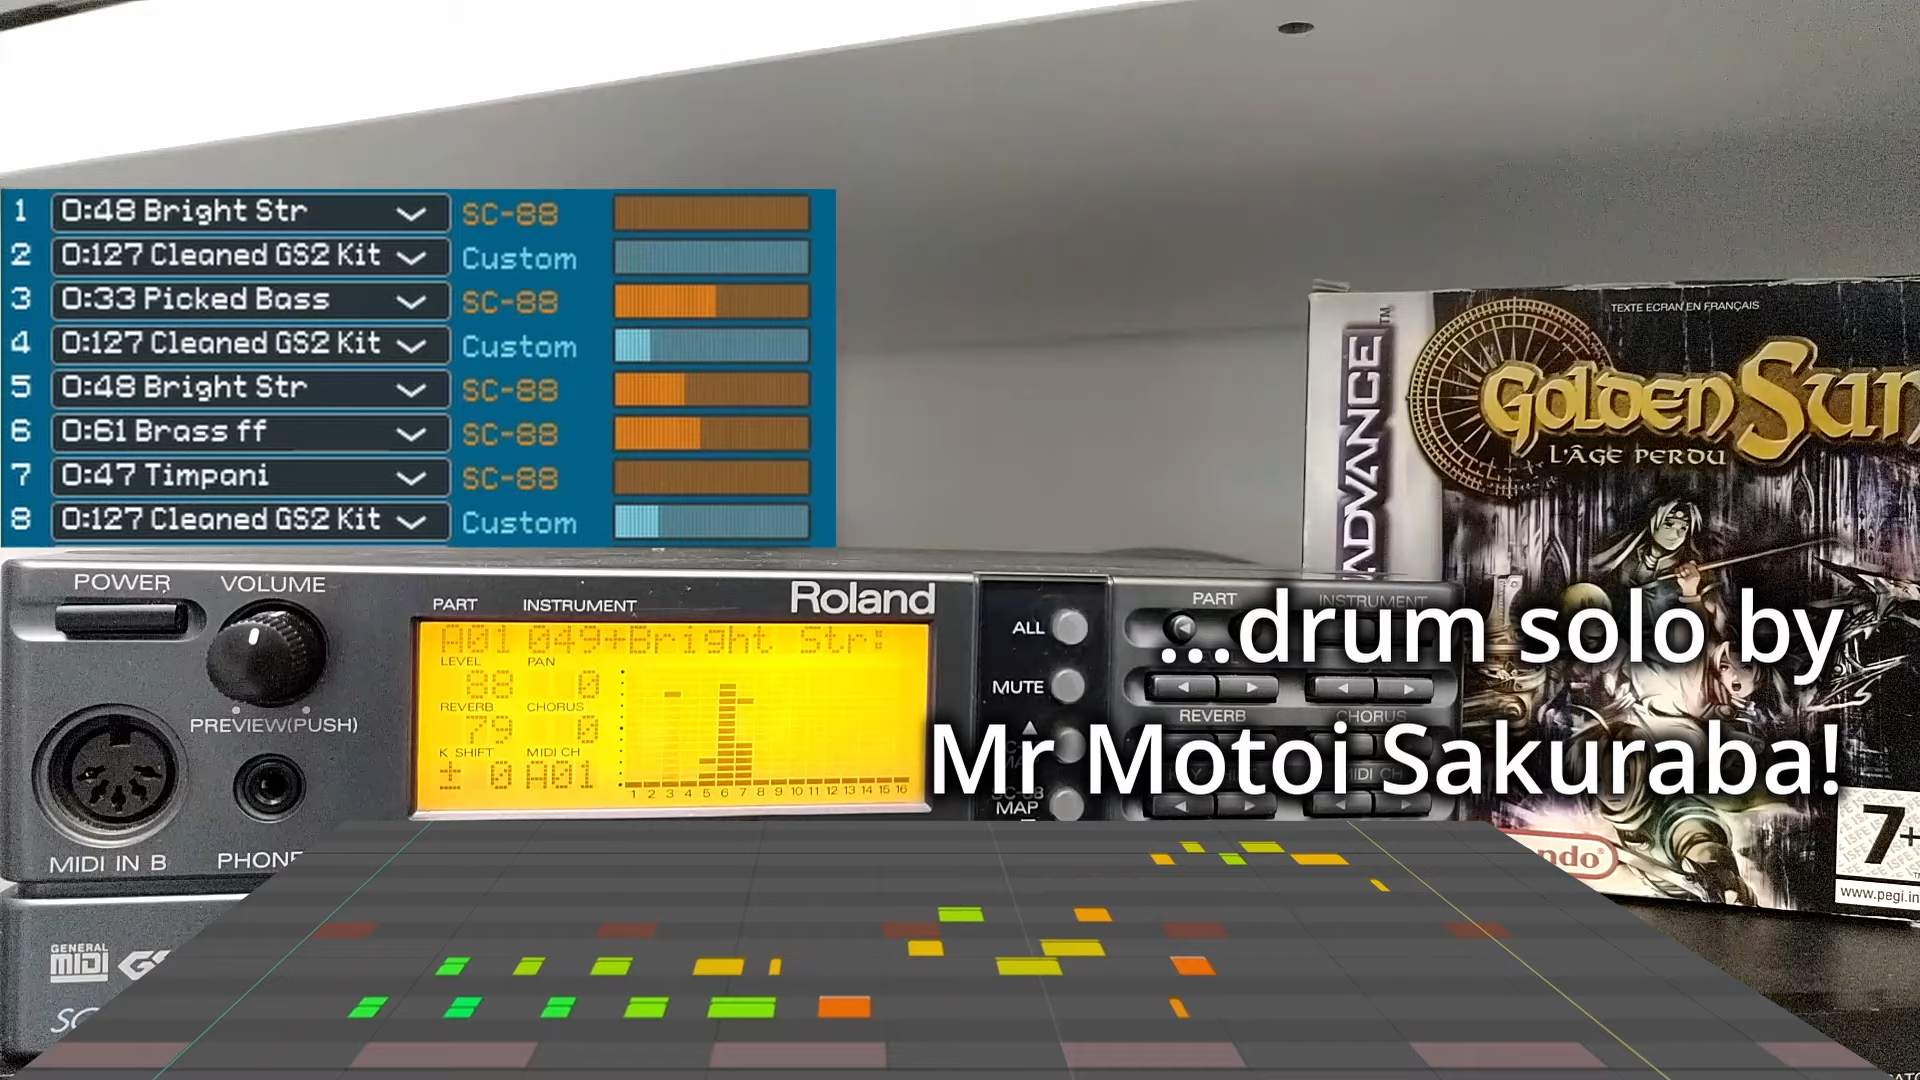 1 0:48 Bright Str SC-88
2 0:127 Cleaned GS2 Kit Custom
3 0:33 Picked Bass SC-88
4 0:127 Cleaned GS2 Kit Custom
5 0:48 Bright Str SC-88
6 0:61 Brass ff SC-88
7 0:47 Timpani SC-88
8 0:127 Cleaned GS2 Kit Custom
TEXTE ECRAN EN FRANÇAIS
ADVANCE™
GOLDEN SUN
L'ÂGE PERDU
POWER VOLUME
PREVIEW(PUSH)
MIDI IN B
Roland
PART INSTRUMENT
A01 049+Bright Str
LEVEL PAN
88 0
REVERB CHORUS
79 0
K SHIFT MIDI CH
± 0 A01
1 2 3 4 5 6 7 8 9 10 11 12 13 14 15 16
ALL
MUTE
MAP
PART INSTRUMENT
REVERB CHORUS
...drum solo by
Mr Motoi Sakuraba!
GENERAL
MIDI
7+